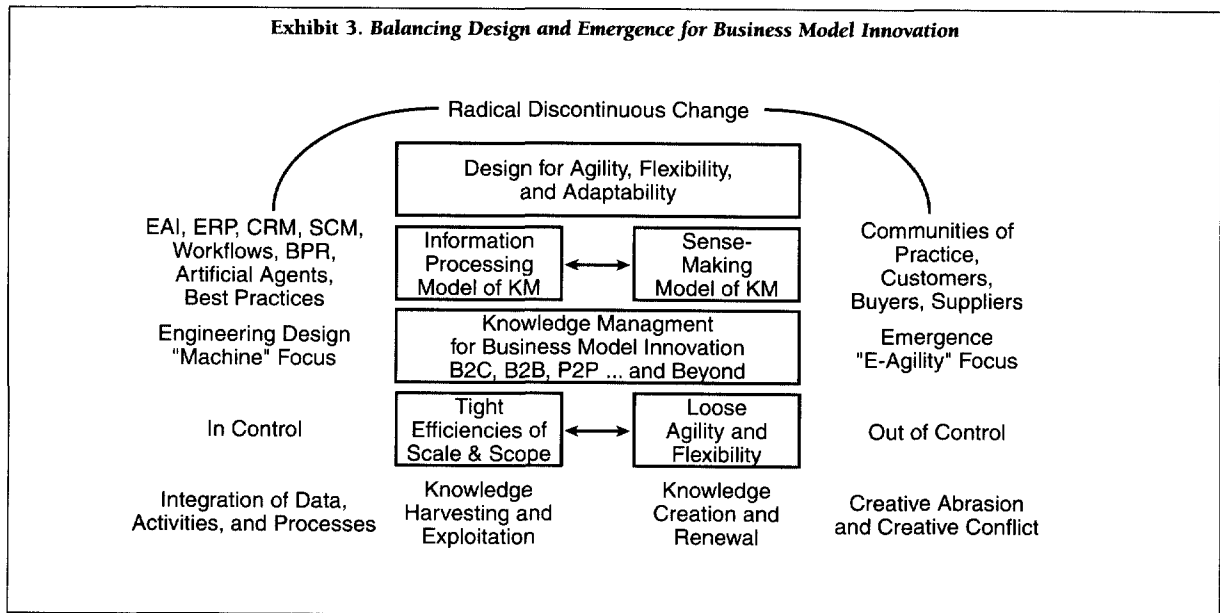 Exhibit 3. Balancing Design and Emergence for Business Model Innovation
Radical Discontinuous Change
Design for Agility, Flexibility,
and Adaptability
EAI, ERP, CRM, SCM,
Workflows, BPR,
Artificial Agents,
Best Practices
Information
Processing
Model of KM
Sense-
Making
Model of KM
Communities of
Practice,
Customers,
Buyers, Suppliers
Engineering Design
"Machine" Focus
Knowledge Managment
for Business Model Innovation
B2C, B2B, P2P ... and Beyond
Emergence
"E-Agility" Focus
In Control
Tight
Efficiencies of
Scale & Scope
Loose
Agility and
Flexibility
Out of Control
Integration of Data,
Activities, and Processes
Knowledge
Harvesting and
Exploitation
Knowledge
Creation and
Renewal
Creative Abrasion
and Creative Conflict